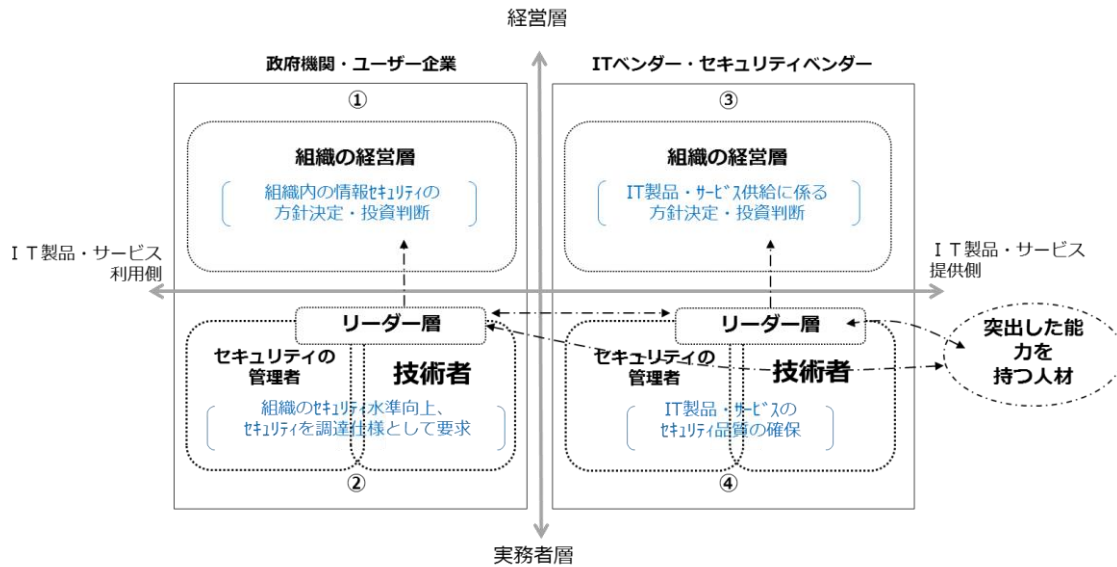 経営層
政府機関・ユーザー企業
ITベンダー・セキュリティベンダー
①
組織の経営層
組織内の情報ｾｷｭﾘﾃｨの
方針決定・投資判断
③
組織の経営層
IT製品・ｻｰﾋﾞｽ供給に係る
方針決定・投資判断
ＩＴ製品・サービス
利用側
ＩＴ製品・サービス
提供側
リーダー層
セキュリティの
管理者
技術者
組織のｾｷｭﾘﾃｨ水準向上、
ｾｷｭﾘﾃｨを調達仕様として要求
②
リーダー層
セキュリティの
管理者
技術者
IT製品・ｻｰﾋﾞｽの
ｾｷｭﾘﾃｨ品質の確保
④
突出した能
力を
持つ人材
実務者層